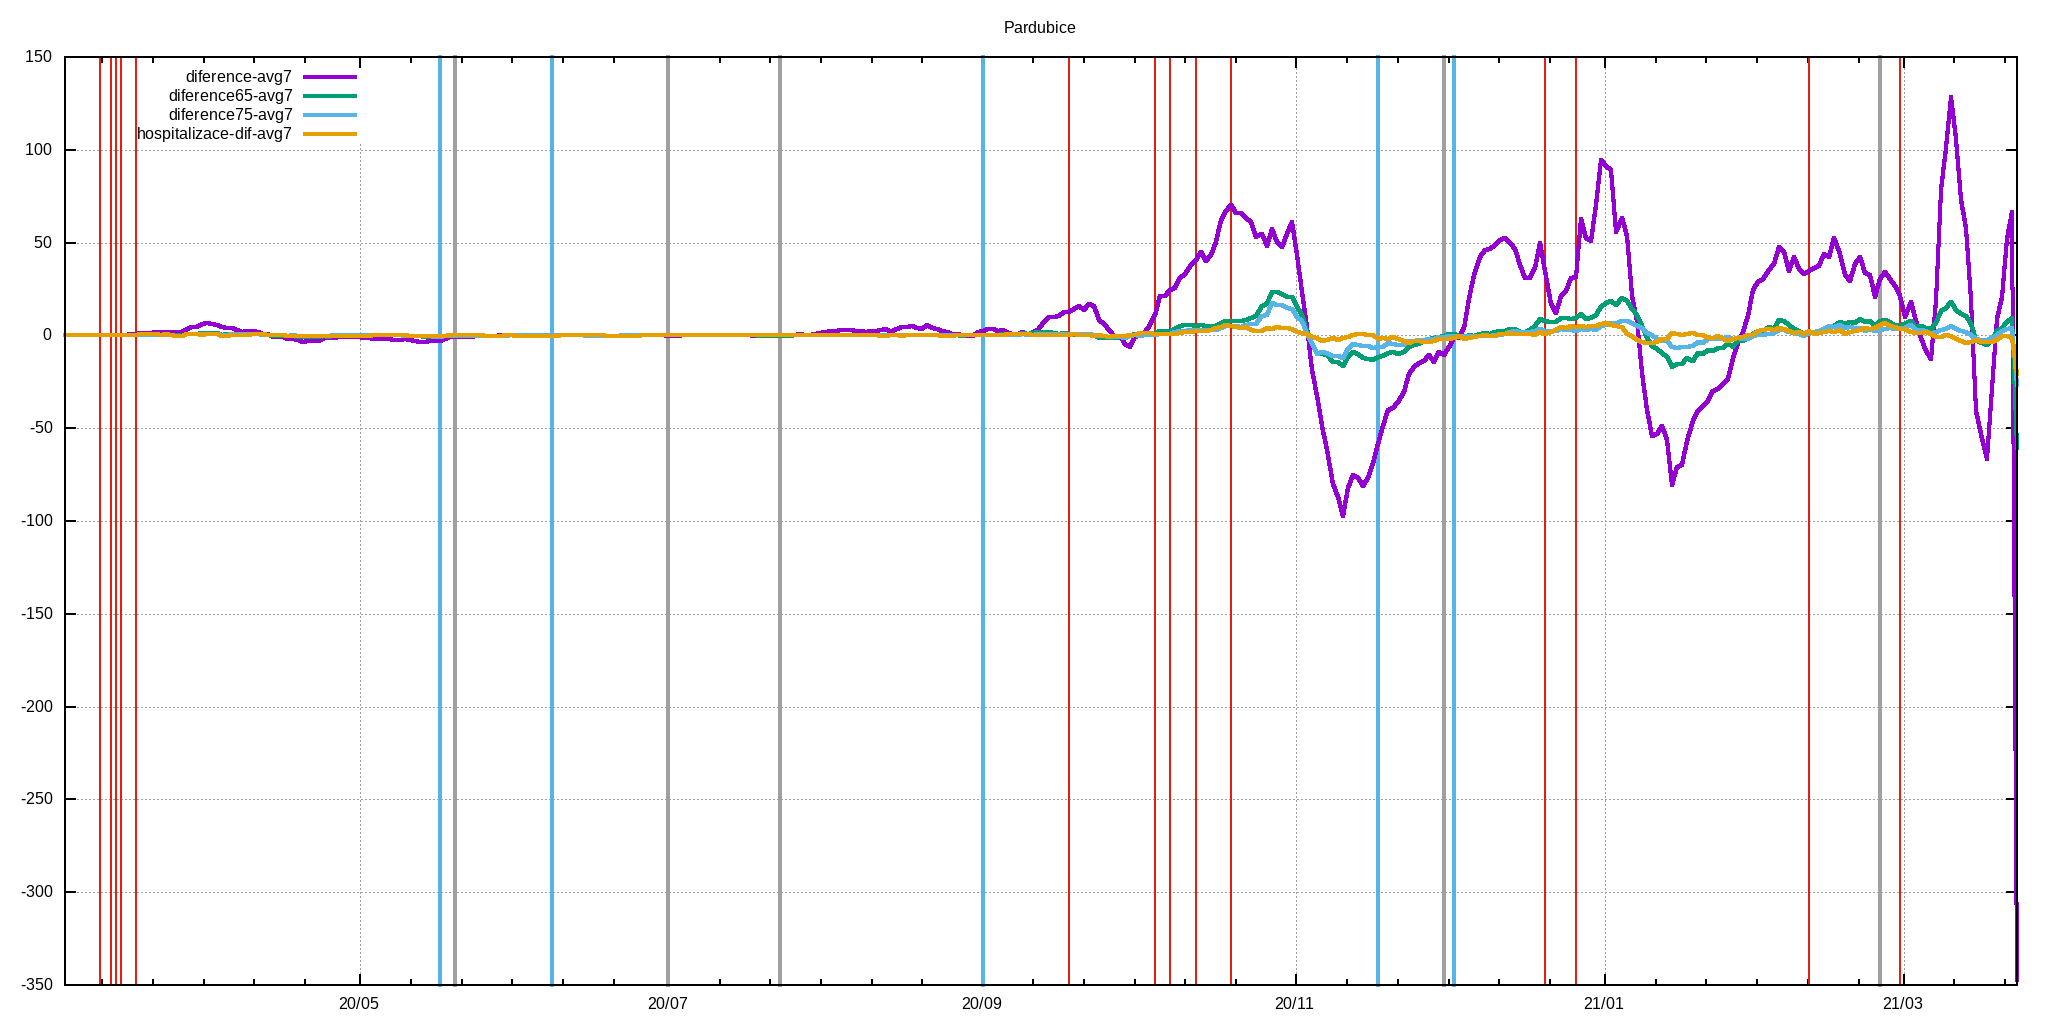 Pardubice
diference-avg7
diference65-avg7
diference75-avg7
hospitalizace-dif-avg7
150
100
50
0
-50
-100
-150
-200
-250
-300
-350
20/05 20/07 20/09 20/11 21/01 21/03